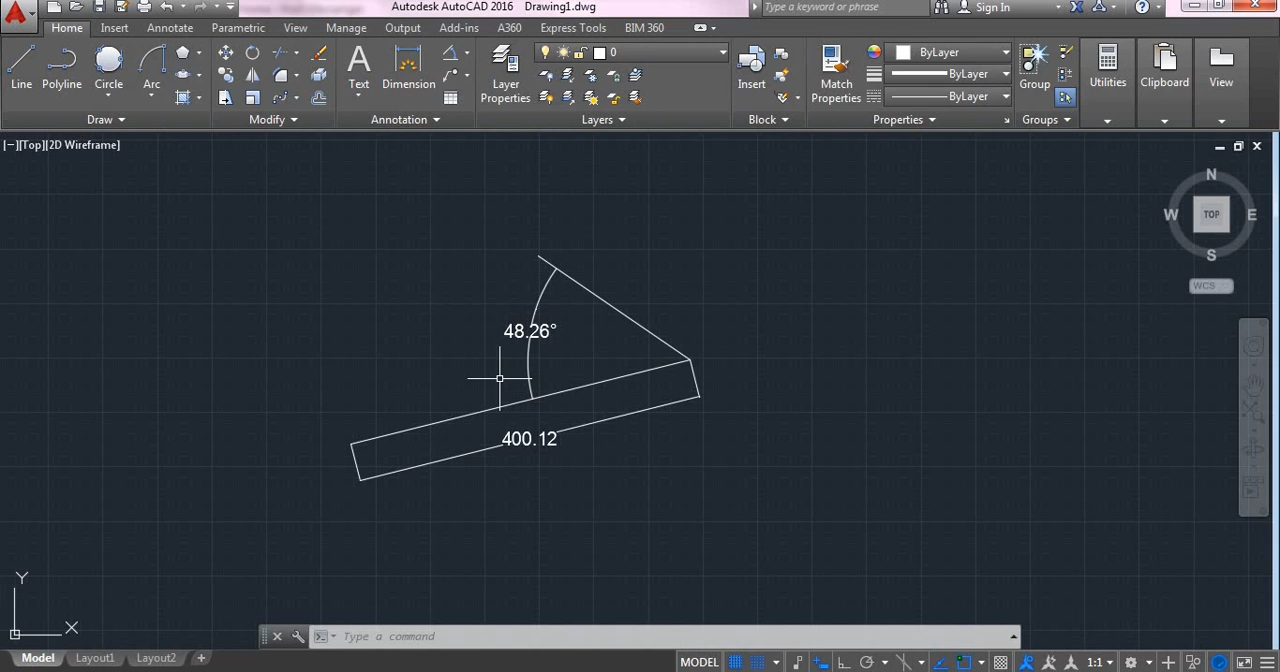 Autodesk AutoCAD 2016 Drawing1.dwg
Type a keyword or phrase
Sign In
Home Insert Annotate Parametric View Manage Output Add-ins A360 Express Tools BIM 360
Line Polyline Circle Arc
Text Dimension
Layer Properties
0
Insert
Match Properties
ByLayer
ByLayer
ByLayer
Group
Utilities Clipboard View
Draw Modify Annotation Layers Block Properties Groups
[−][Top][2D Wireframe]
N
W TOP E
S
WCS
48.26°
400.12
Y
X
Type a command
Model Layout1 Layout2 +
MODEL 1:1